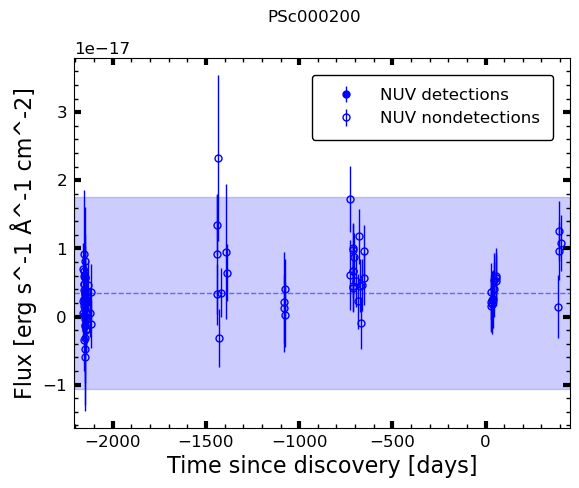 PSc000200
1e−17
NUV detections
NUV nondetections
3
2
1
0
−1
Flux [erg s^-1 Å^-1 cm^-2]
−2000 −1500 −1000 −500 0
Time since discovery [days]